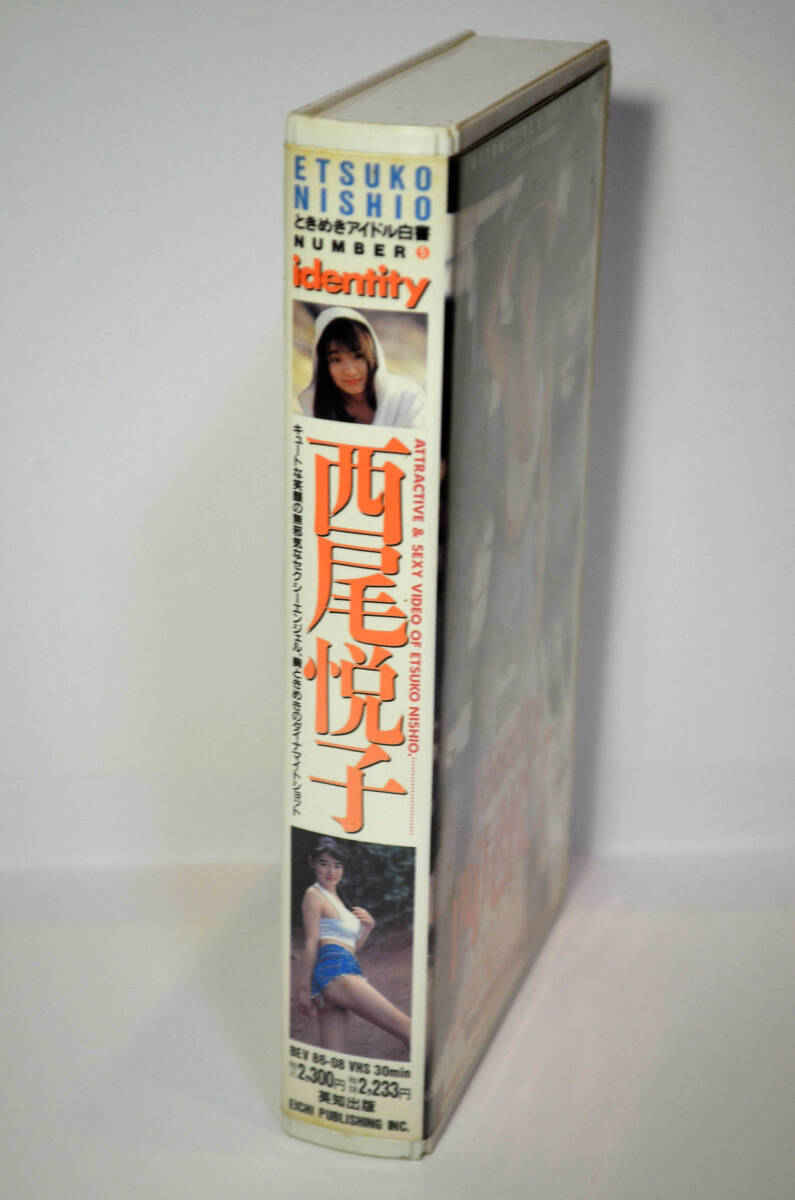 ETSUKO
NISHIO
ときめきアイドル白書
NUMBER 5
identity
西尾悦子
ATTRACTIVE & SEXY VIDEO OF ETSUKO NISHIO,........................
キュートな笑顔の無邪気なセクシーエンジェル、胸ときめきのダイナマイト・ショット
BEV 88-08 VHS 30min
2,300円 2,233円
英知出版
EICHI PUBLISHING INC.